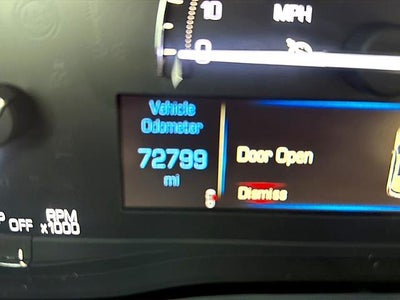 10 MPH
0
Vehicle
Odometer
72799
mi
Door Open
Dismiss
OFF
RPM
x1000